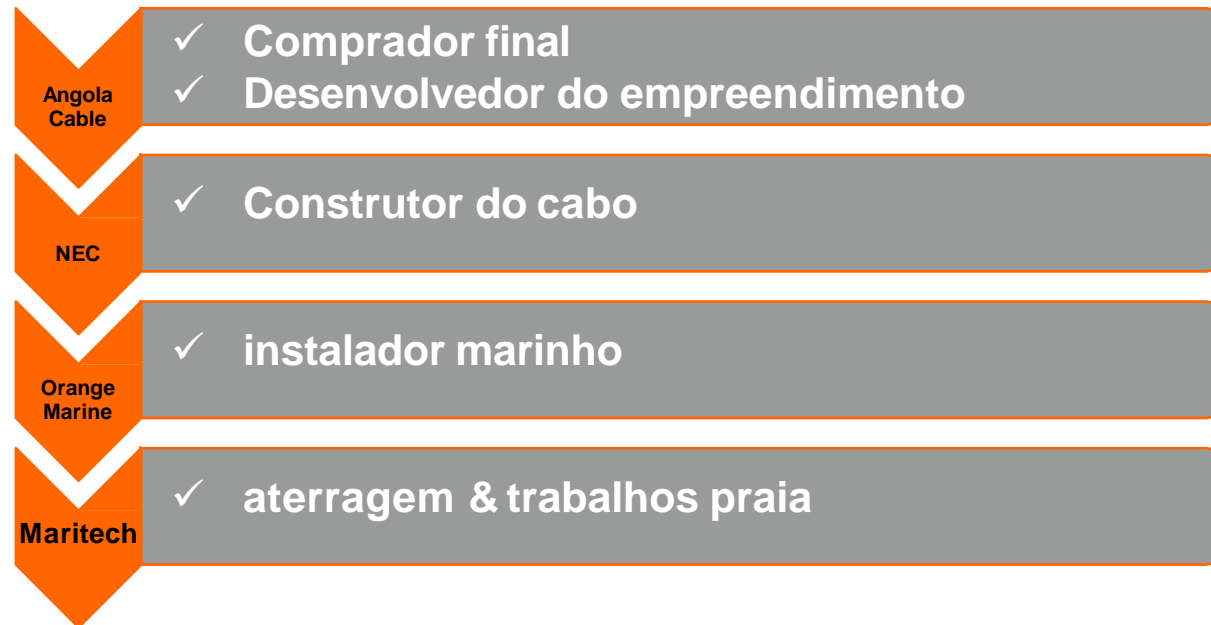 Angola
Cable
✓ Comprador final
✓ Desenvolvedor do empreendimento
NEC
✓ Construtor do cabo
Orange
Marine
✓ instalador marinho
Maritech
✓ aterragem & trabalhos praia